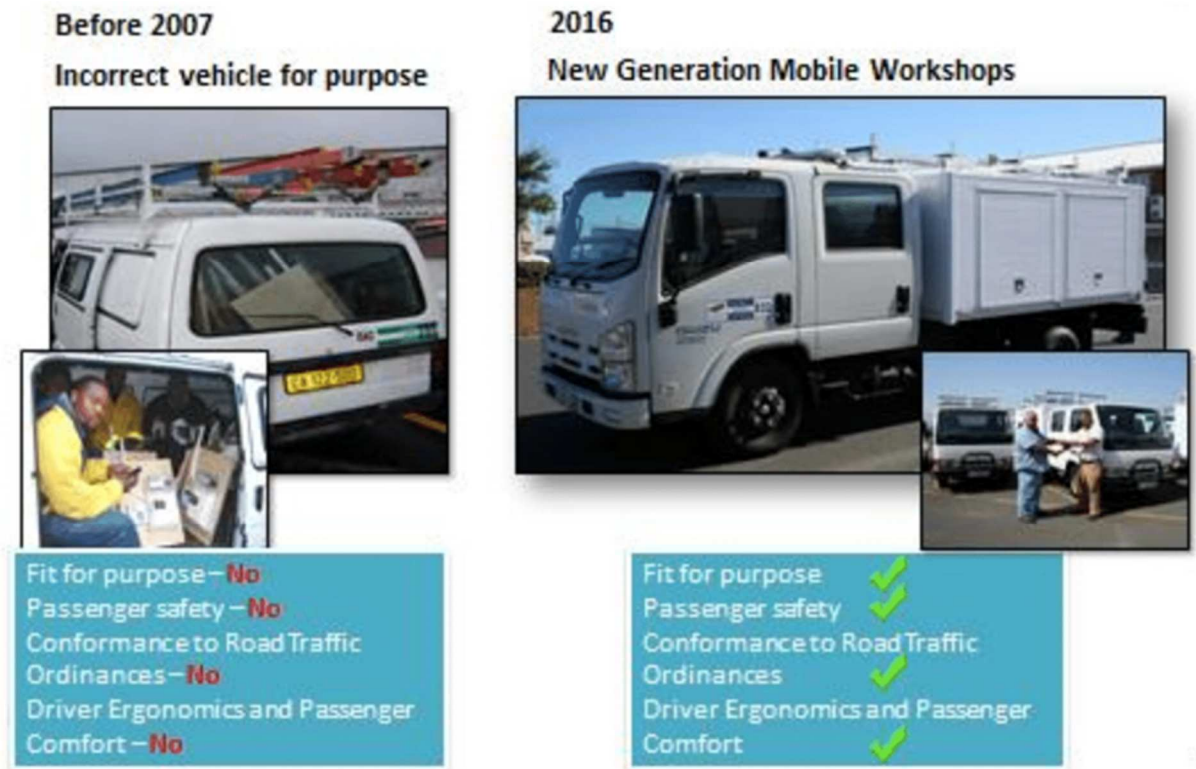 Before 2007
Incorrect vehicle for purpose
2016
New Generation Mobile Workshops
Fit for purpose – No
Passenger safety – No
Conformance to Road Traffic
Ordinances – No
Driver Ergonomics and Passenger
Comfort – No
Fit for purpose
Passenger safety
Conformance to Road Traffic
Ordinances
Driver Ergonomics and Passenger
Comfort